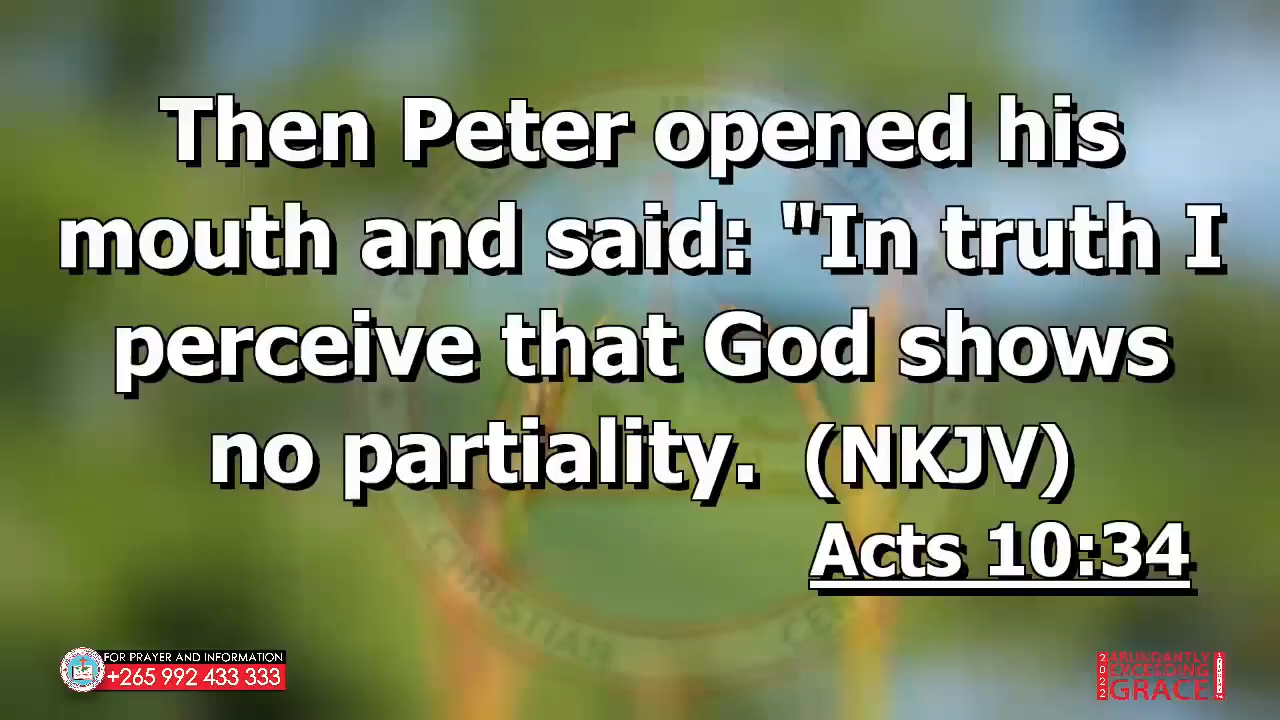 Then Peter opened his
mouth and said: "In truth I
perceive that God shows
no partiality.  (NKJV)
Acts 10:34
FOR PRAYER AND INFORMATION
+265 992 433 333
2022
ABUNDANTLY
EXCEEDING
GRACE
CHRISTIAN